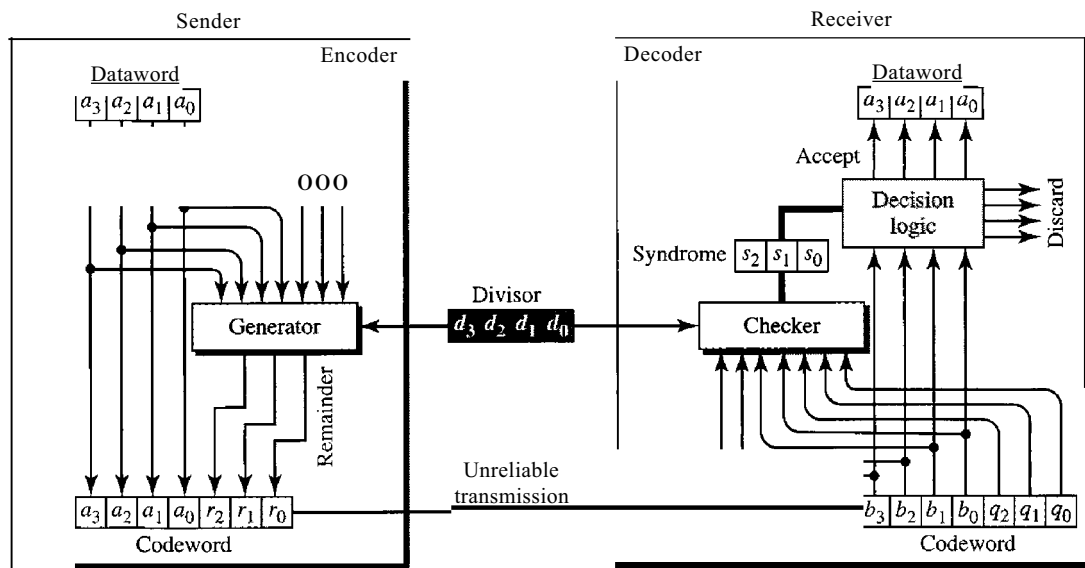 Sender
Receiver
Encoder
Decoder
Dataword
a3 a2 a1 a0
Dataword
a3 a2 a1 a0
Accept
000
Decision
logic
Discard
Syndrome s2 s1 s0
Generator
Divisor
d3 d2 d1 d0
Checker
Remainder
Unreliable
transmission
a3 a2 a1 a0 r2 r1 r0
Codeword
b3 b2 b1 b0 q2 q1 q0
Codeword